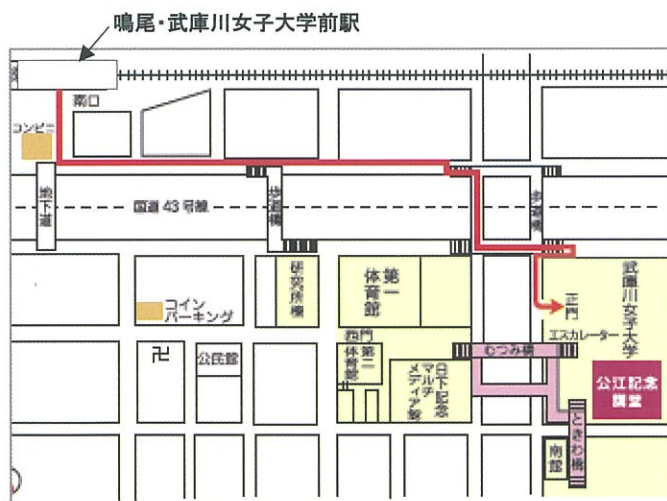 鳴尾・武庫川女子大学前駅
南口
コンビニ
地下道
国道43号線
歩道橋
歩道橋
研究所棟
第一
体育館
武庫川女子大学
正門
コイン
パーキング
西門
エスカレーター
卍
公民館
第二
体育館
日下記念
マルチ
メディア館
むつみ橋
公江記念
講堂
ときわ橋
南館